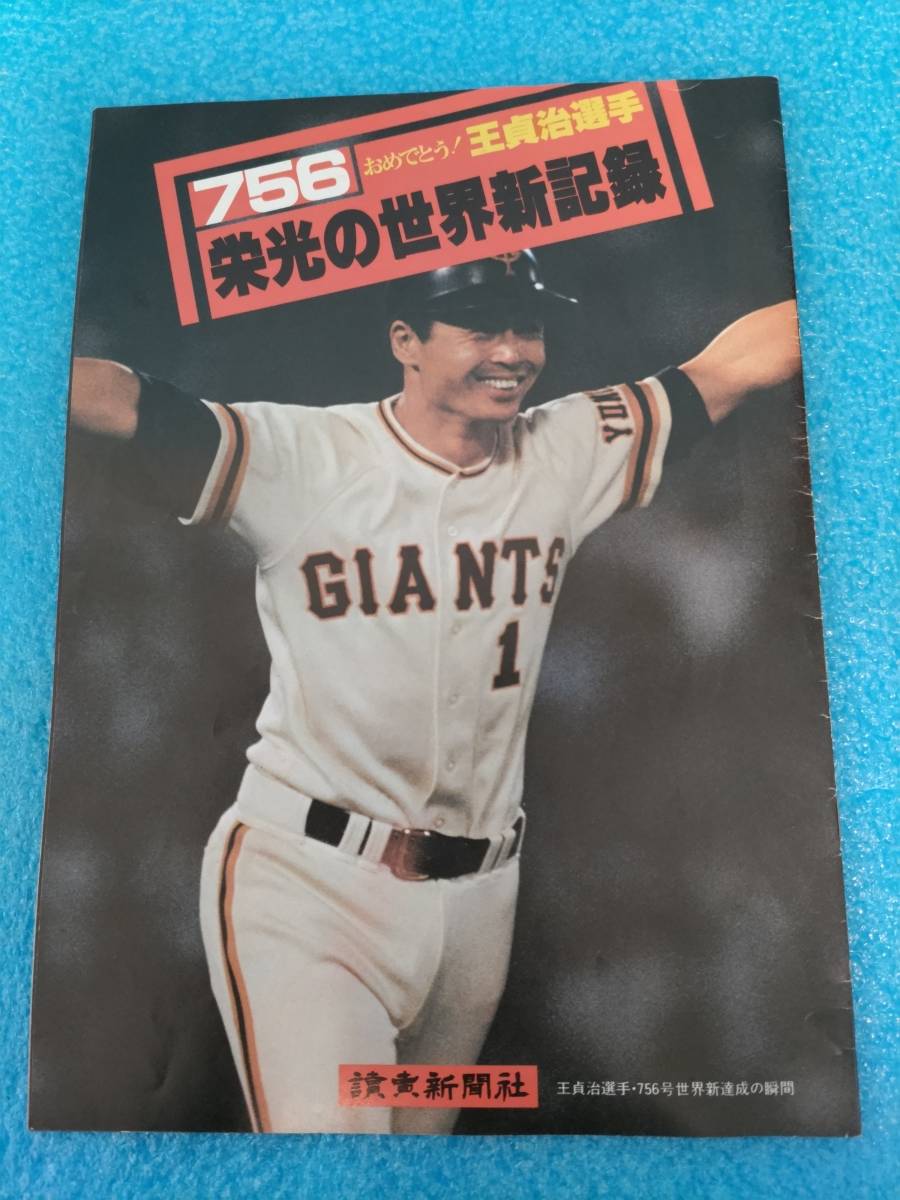 756
おめでとう!王貞治選手
栄光の世界新記録
YOM
GIANTS
1
讀賣新聞社
王貞治選手・756号世界新達成の瞬間